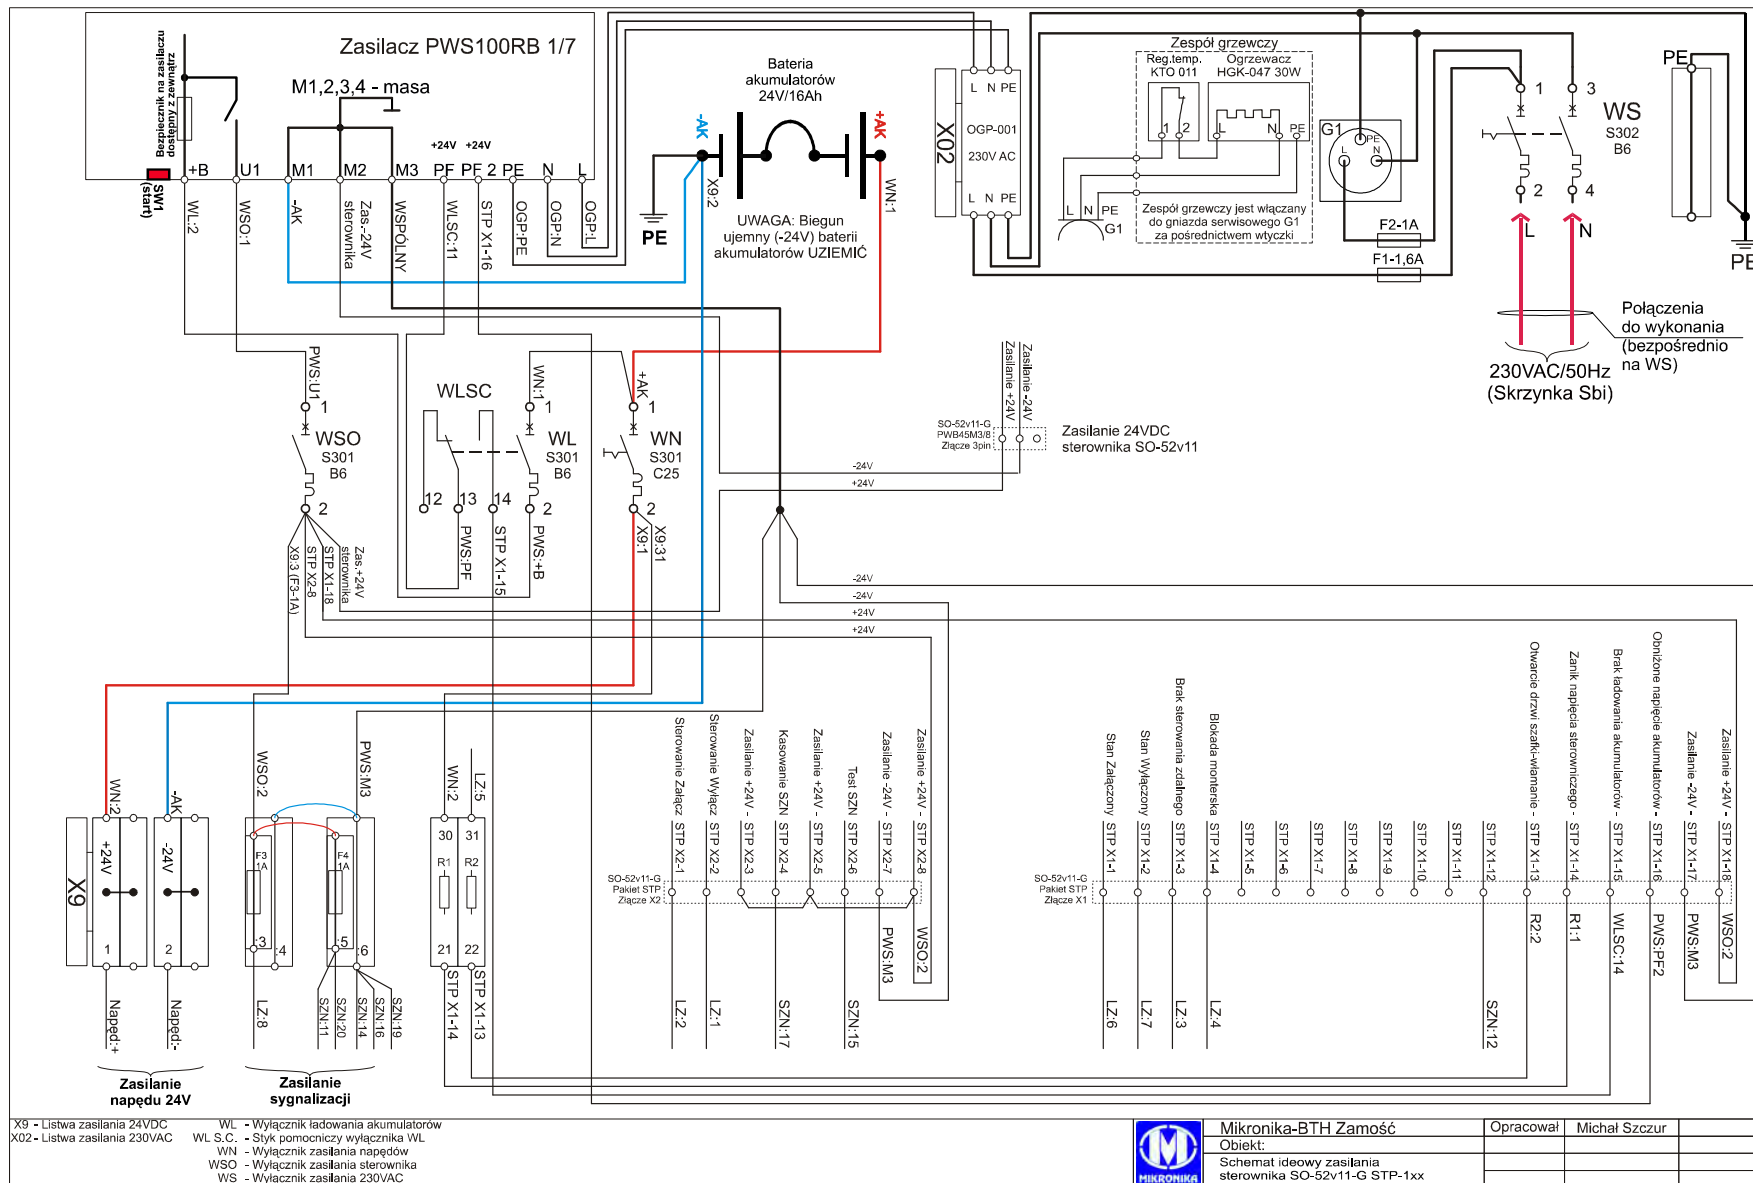 Zasilacz PWS100RB 1/7
Bezpiecznik na zasilaczu
dostępny z zewnątrz
M1,2,3,4 - masa
+24V +24V
SW1
(start)
+B U1 M1 M2 M3 PF PF 2 PE N L
WL:2
WSO:1
-AK
Zas.-24V
sterownika
WSPÓLNY
WLSC:11
STP X1-16
OGP:PE
OGP:N
OGP:L
Bateria
akumulatorów
24V/16Ah
-AK
+AK
X9:2
WN:1
PE
UWAGA: Biegun
ujemny (-24V) baterii
akumulatorów UZIEMIĆ
X02
L N PE
OGP-001
230V AC
L N PE
Zespół grzewczy
Reg.temp.
KTO 011
Ogrzewacz
HGK-047 30W
1 2 L N PE
L N PE
G1
Zespół grzewczy jest włączany
do gniazda serwisowego G1
za pośrednictwem wtyczki
G1
PE
L N
F2-1A
F1-1,6A
1 3
WS
S302
B6
2 4
L N
PE
PE
Połączenia
do wykonania
(bezpośrednio
na WS)
230VAC/50Hz
(Skrzynka Sbi)
PWS:U1
1
WSO
S301
B6
2
WLSC
12 13 14
WN:1
1
WL
S301
B6
2
+AK
1
WN
S301
C25
2
X9:3 (F3-1A)
STP X2-8
STP X1-18
Zas.+24V
sterownika
PWS:PF
STP X1-15
PWS:+B
X9:1
X9:31
Zasilanie +24V
Zasilanie -24V
SO-52v11-G
PWB45M3/8
Złącze 3pin
Zasilanie 24VDC
sterownika SO-52v11
-24V
+24V
-24V
-24V
+24V
+24V
X9
WN:2
-AK
+24V
-24V
1
2
Napęd:+
Napęd:-
Zasilanie
napędu 24V
WSO:2
PWS:M3
F3
1A
F4
1A
:3
:4
:5
:6
LZ:8
SZN:11
SZN:20
SZN:14
SZN:16
SZN:19
Zasilanie
sygnalizacji
WN:2
LZ:5
30 31
R1 R2
21 22
STP X1-14
STP X1-13
Sterowanie Załącz
Sterowanie Wyłącz
Zasilanie +24V -
Kasowanie SZN
Zasilanie +24V -
Test SZN
Zasilanie -24V -
Zasilanie +24V -
STP X2-1
STP X2-2
STP X2-3
STP X2-4
STP X2-5
STP X2-6
STP X2-7
STP X2-8
SO-52v11-G
Pakiet STP
Złącze X2
LZ:2
LZ:1
SZN:17
SZN:15
PWS:M3
WSO:2
Stan Załączony
Stan Wyłączony
Brak sterowania zdalnego
Blokada monterska
Otwarcie drzwi szafki-włamanie -
Zanik napięcia sterowniczego -
Brak ładowania akumulatorów -
Obniżone napięcie akumulatorów -
Zasilanie -24V -
Zasilanie +24V -
STP X1-1
STP X1-2
STP X1-3
STP X1-4
STP X1-5
STP X1-6
STP X1-7
STP X1-8
STP X1-9
STP X1-10
STP X1-11
STP X1-12
STP X1-13
STP X1-14
STP X1-15
STP X1-16
STP X1-17
STP X1-18
SO-52v11-G
Pakiet STP
Złącze X1
LZ:6
LZ:7
LZ:3
LZ:4
SZN:12
R2:2
R1:1
WLSC:14
PWS:PF2
PWS:M3
WSO:2
X9 - Listwa zasilania 24VDC
X02 - Listwa zasilania 230VAC
WL - Wyłącznik ładowania akumulatorów
WL S.C. - Styk pomocniczy wyłącznika WL
WN - Wyłącznik zasilania napędów
WSO - Wyłącznik zasilania sterownika
WS - Wyłącznik zasilania 230VAC
MIKRONIKA
Mikronika-BTH Zamość
Obiekt:
Schemat ideowy zasilania
sterownika SO-52v11-G STP-1xx
Opracował Michał Szczur